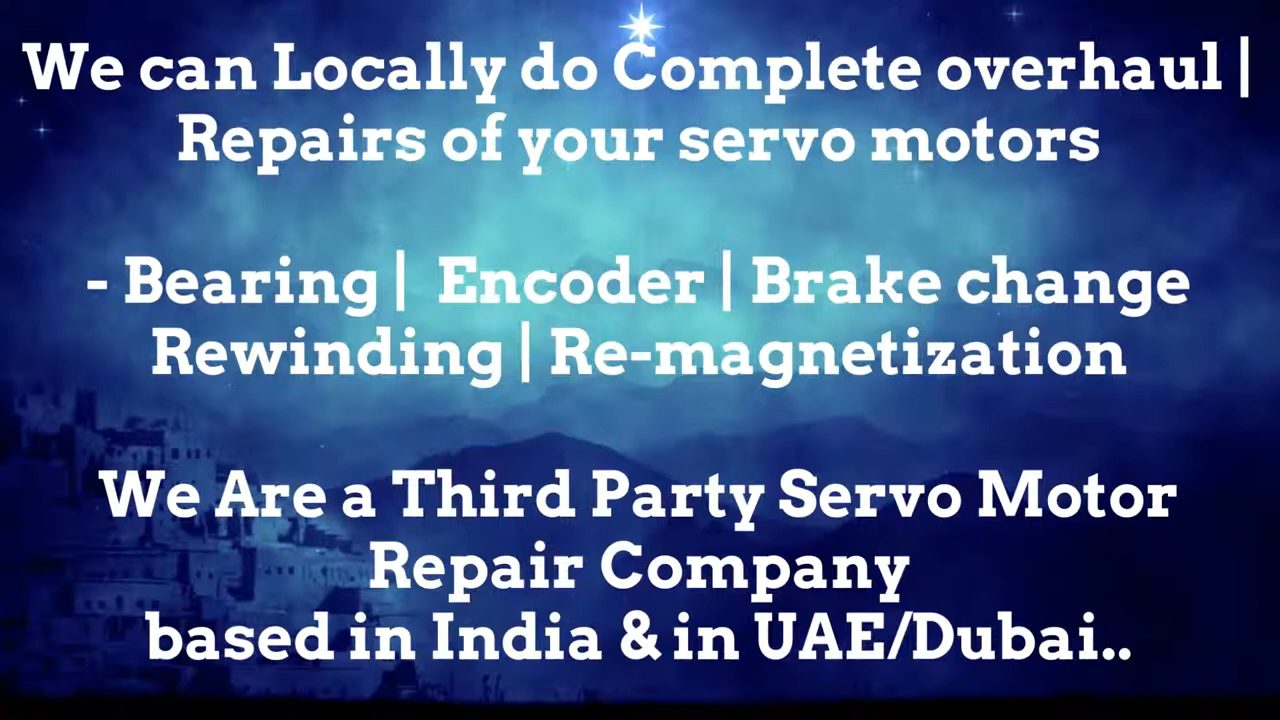 We can Locally do Complete overhaul |
Repairs of your servo motors
- Bearing | Encoder | Brake change
Rewinding | Re-magnetization
We Are a Third Party Servo Motor
Repair Company
based in India & in UAE/Dubai..